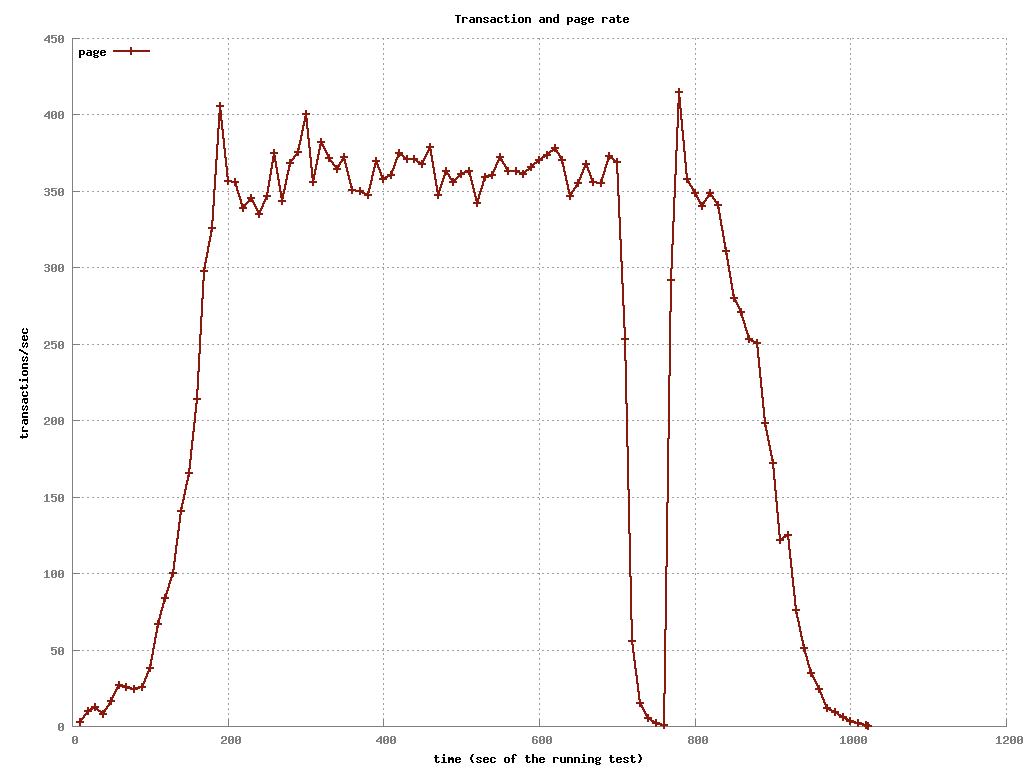 Transaction and page rate
page
450
400
350
300
250
200
150
100
50
0
transactions/sec
0 200 400 600 800 1000 1200
time (sec of the running test)